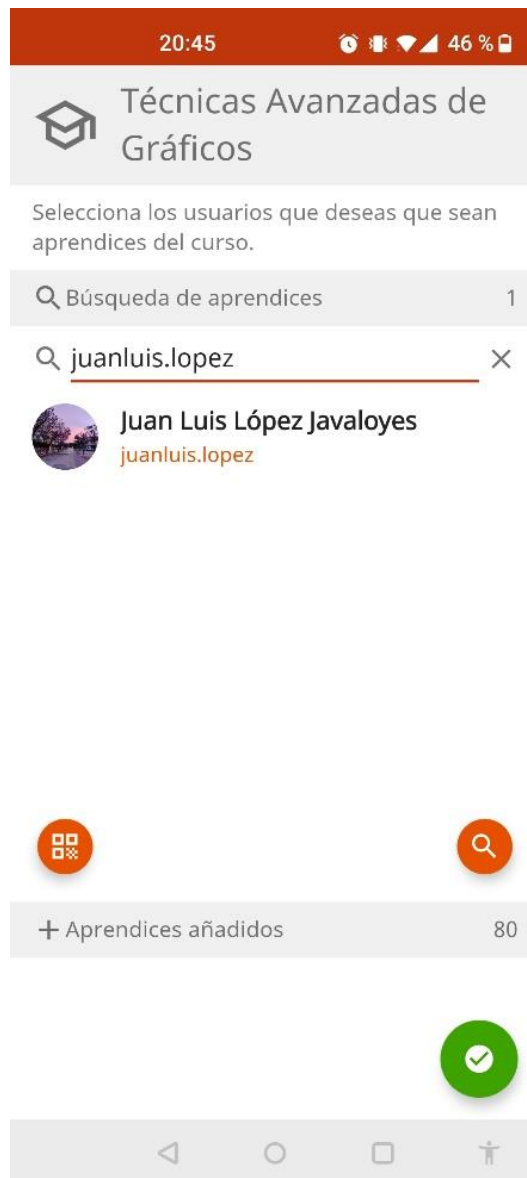 20:45 46 %
Técnicas Avanzadas de
Gráficos
Selecciona los usuarios que deseas que sean
aprendices del curso.
Búsqueda de aprendices 1
juanluis.lopez
Juan Luis López Javaloyes
juanluis.lopez
Aprendices añadidos 80